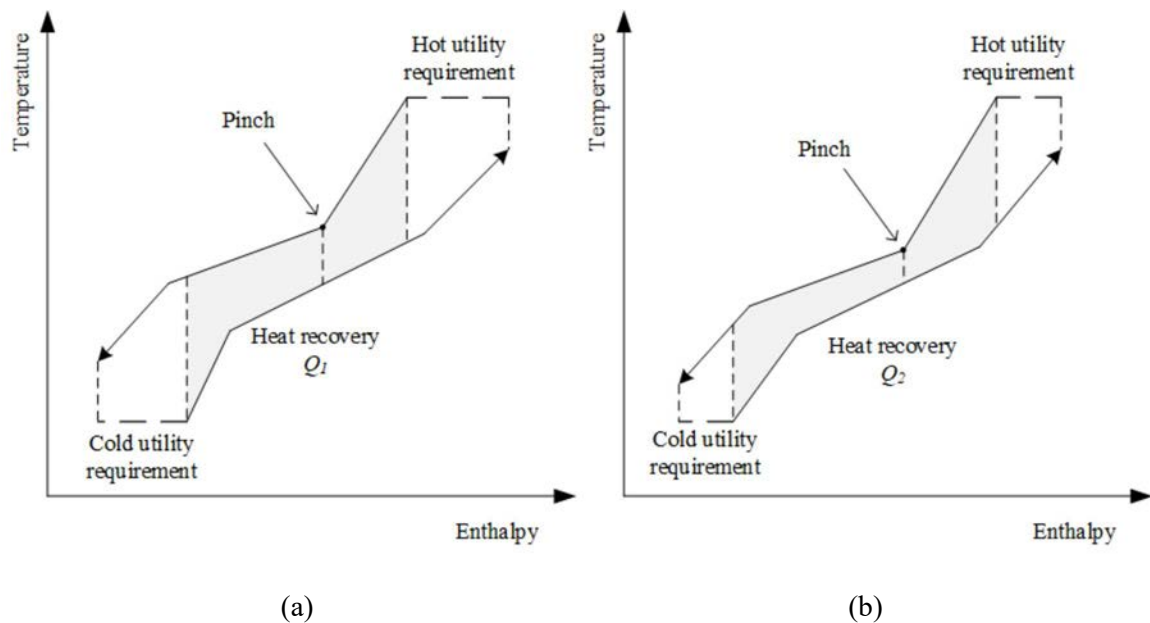 Temperature
Hot utility
requirement
Pinch
Heat recovery
Q1
Cold utility
requirement
Enthalpy
(a)
Temperature
Hot utility
requirement
Pinch
Heat recovery
Q2
Cold utility
requirement
Enthalpy
(b)